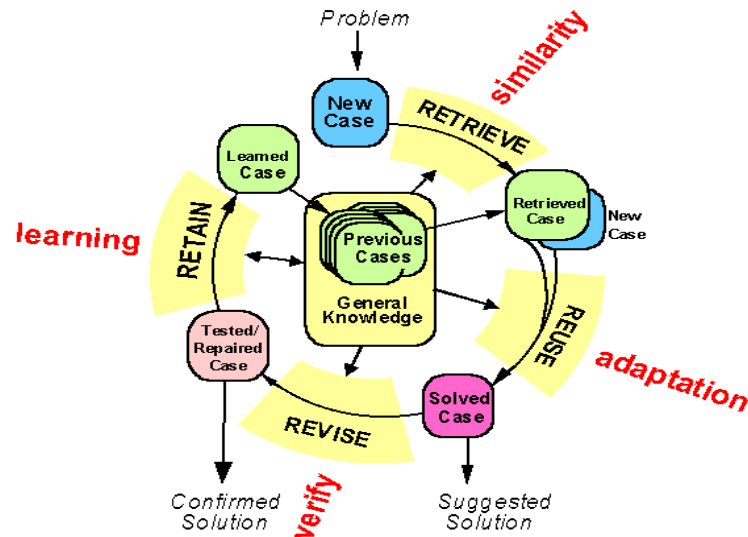 Problem
similarity
New
Case
RETRIEVE
Learned
Case
Retrieved
Case
New
Case
Previous
Cases
learning
RETAIN
General
Knowledge
REUSE
adaptation
Tested/
Repaired
Case
Solved
Case
REVISE
verify
Confirmed
Solution
Suggested
Solution